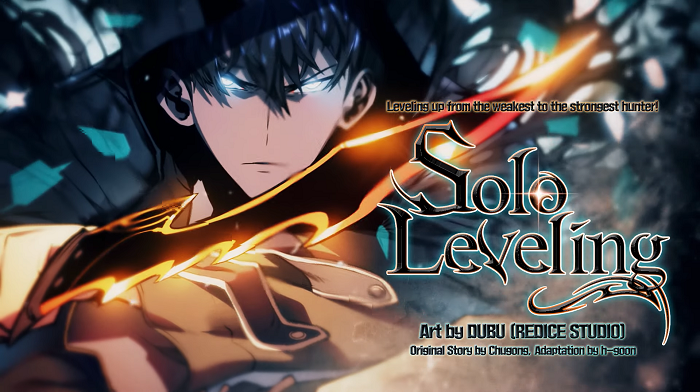 Leveling up from the weakest to the strongest hunter!
Solo
Leveling
Art by DUBU (REDICE STUDIO)
Original Story by Chugong, Adaptation by h-goon